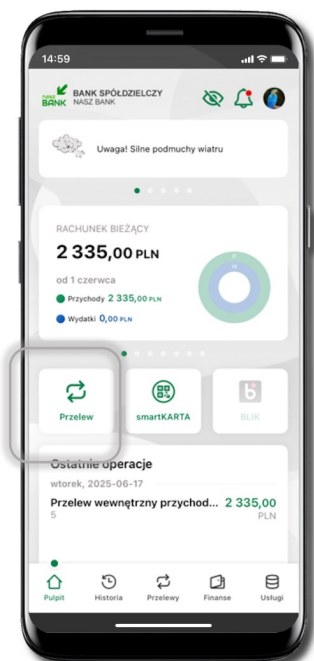 14:59
NASZ BANK
BANK SPÓŁDZIELCZY
NASZ BANK
Uwaga! Silne podmuchy wiatru
RACHUNEK BIEŻĄCY
2 335,00 PLN
od 1 czerwca
Przychody 2 335,00 PLN
Wydatki 0,00 PLN
P
W
Przelew
smartKARTA
BLIK
Ostatnie operacje
wtorek, 2025-06-17
Przelew wewnętrzny przychod... 2 335,00
5 PLN
Pulpit
Historia
Przelewy
Finanse
Usługi